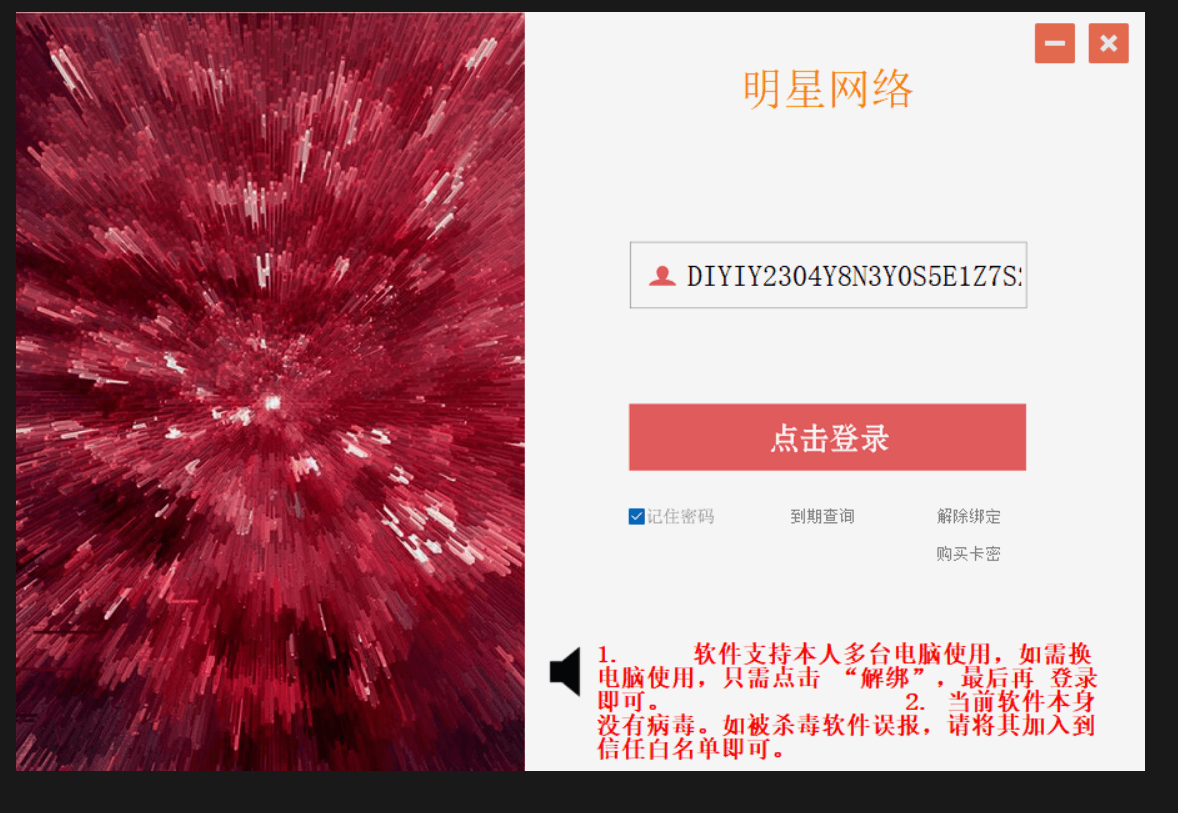 明星网络
DIYIY23O4Y8N3Y0S5E1Z7S
点击登录
记住密码 到期查询 解除绑定
购买卡密
1. 软件支持本人多台电脑使用，如需换
电脑使用，只需点击 “解绑”，最后再 登录
即可。 2. 当前软件本身
没有病毒。如被杀毒软件误报，请将其加入到
信任白名单即可。